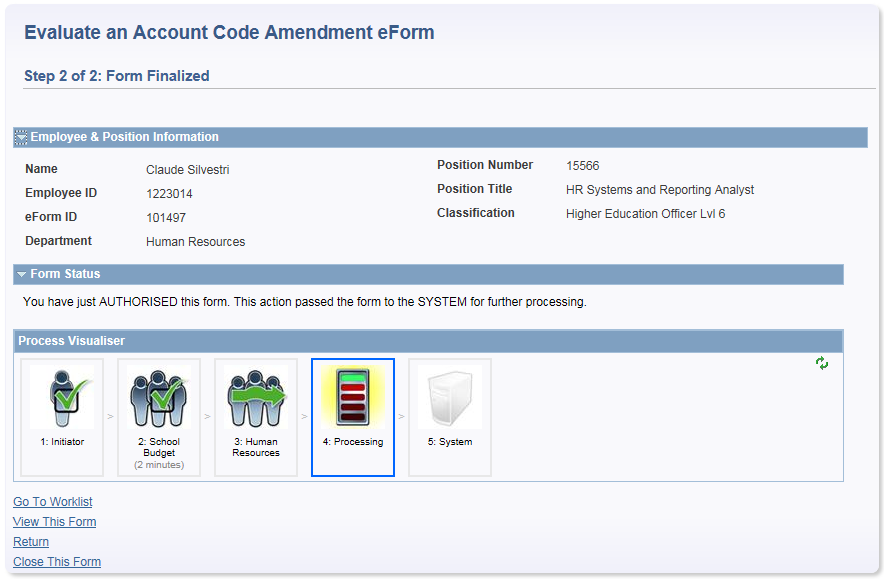 Evaluate an Account Code Amendment eForm
Step 2 of 2: Form Finalized
Employee & Position Information
Name Claude Silvestri
Position Number 15566
Employee ID 1223014
Position Title HR Systems and Reporting Analyst
eForm ID 101497
Classification Higher Education Officer Lvl 6
Department Human Resources
Form Status
You have just AUTHORISED this form. This action passed the form to the SYSTEM for further processing.
Process Visualiser
1: Initiator
2: School
Budget
(2 minutes)
3: Human
Resources
4: Processing
5: System
Go To Worklist
View This Form
Return
Close This Form